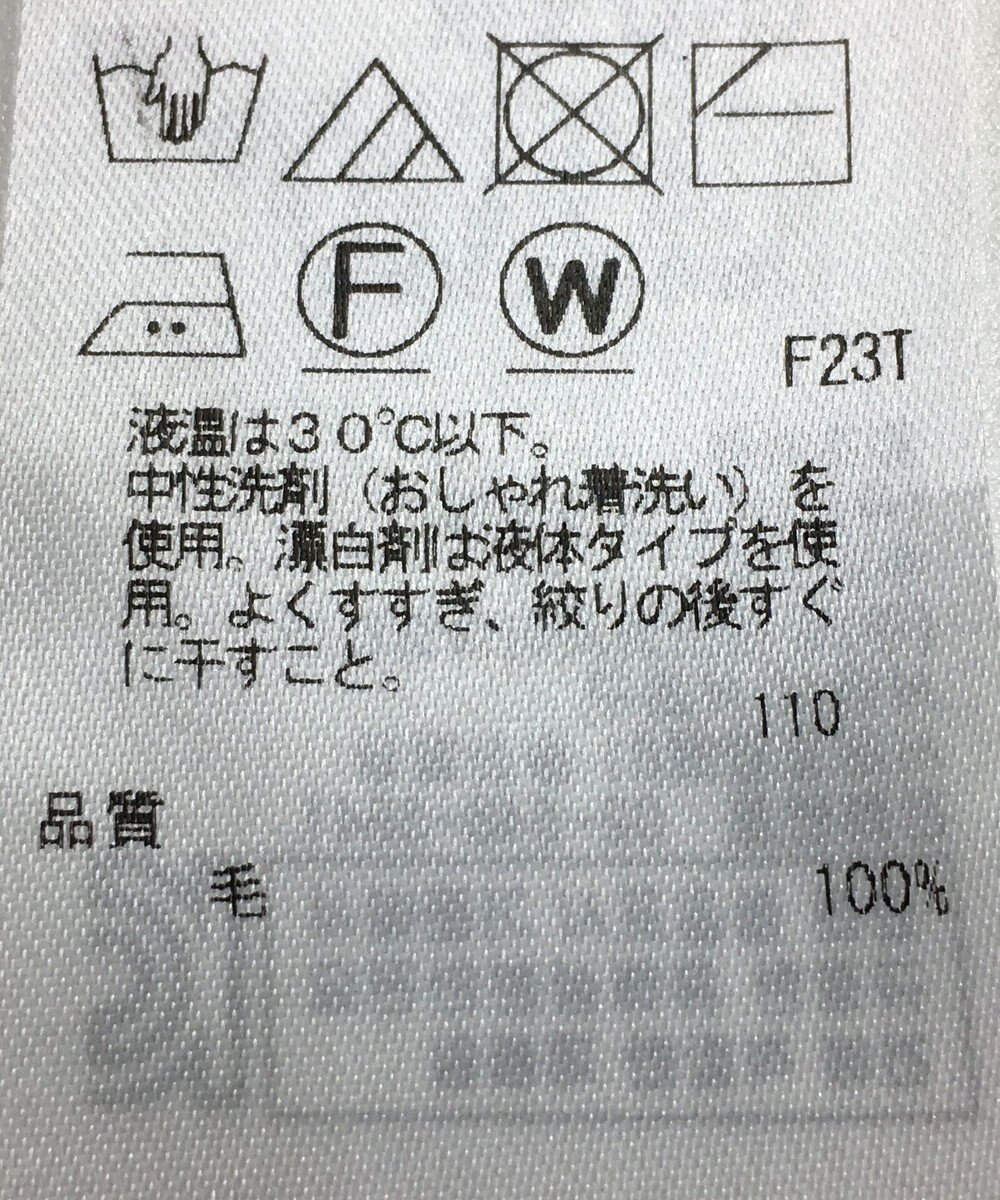 F
W
F23T
液温は30℃以下。
中性洗剤(おしゃれ着洗い)を
使用。漂白剤は液体タイプを使
用。よくすすぎ、絞りの後すぐ
に干すこと。
110
品質
毛 100%